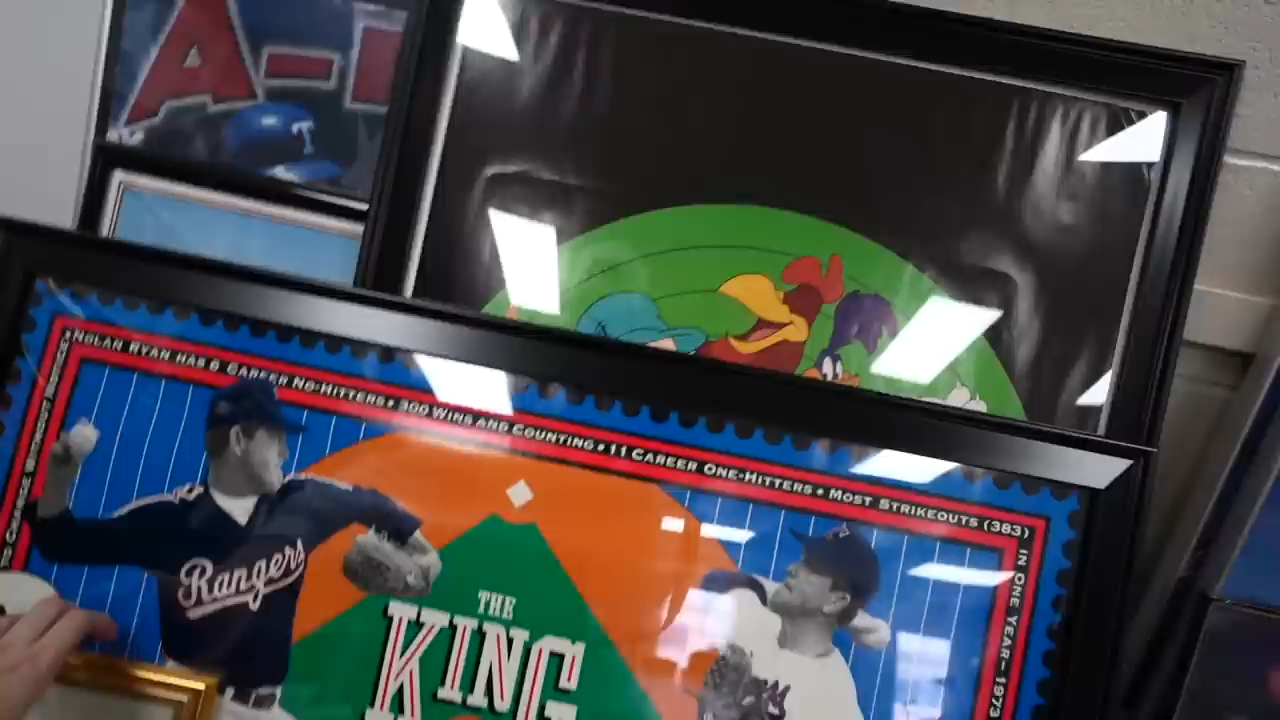 A-
T
NOLAN RYAN HAS 6 CAREER NO-HITTERS • 300 WINS AND COUNTING • 11 CAREER ONE-HITTERS • MOST STRIKEOUTS (383)
IN ONE YEAR–1973
Rangers
THE
KING